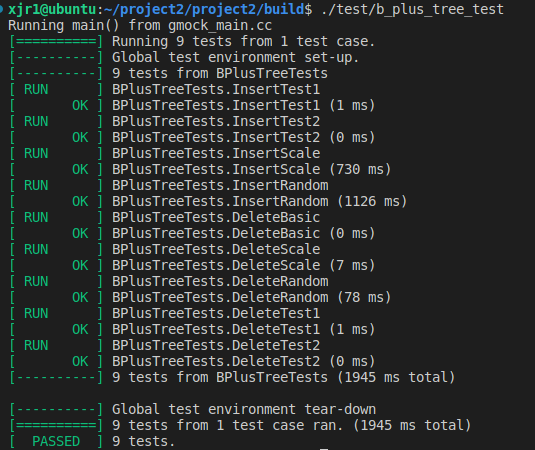 xjr1@ubuntu:~/project2/project2/build$ ./test/b_plus_tree_test
Running main() from gmock_main.cc
[==========] Running 9 tests from 1 test case.
[----------] Global test environment set-up.
[----------] 9 tests from BPlusTreeTests
[ RUN      ] BPlusTreeTests.InsertTest1
[       OK ] BPlusTreeTests.InsertTest1 (1 ms)
[ RUN      ] BPlusTreeTests.InsertTest2
[       OK ] BPlusTreeTests.InsertTest2 (0 ms)
[ RUN      ] BPlusTreeTests.InsertScale
[       OK ] BPlusTreeTests.InsertScale (730 ms)
[ RUN      ] BPlusTreeTests.InsertRandom
[       OK ] BPlusTreeTests.InsertRandom (1126 ms)
[ RUN      ] BPlusTreeTests.DeleteBasic
[       OK ] BPlusTreeTests.DeleteBasic (0 ms)
[ RUN      ] BPlusTreeTests.DeleteScale
[       OK ] BPlusTreeTests.DeleteScale (7 ms)
[ RUN      ] BPlusTreeTests.DeleteRandom
[       OK ] BPlusTreeTests.DeleteRandom (78 ms)
[ RUN      ] BPlusTreeTests.DeleteTest1
[       OK ] BPlusTreeTests.DeleteTest1 (1 ms)
[ RUN      ] BPlusTreeTests.DeleteTest2
[       OK ] BPlusTreeTests.DeleteTest2 (0 ms)
[----------] 9 tests from BPlusTreeTests (1945 ms total)
[----------] Global test environment tear-down
[==========] 9 tests from 1 test case ran. (1945 ms total)
[  PASSED  ] 9 tests.